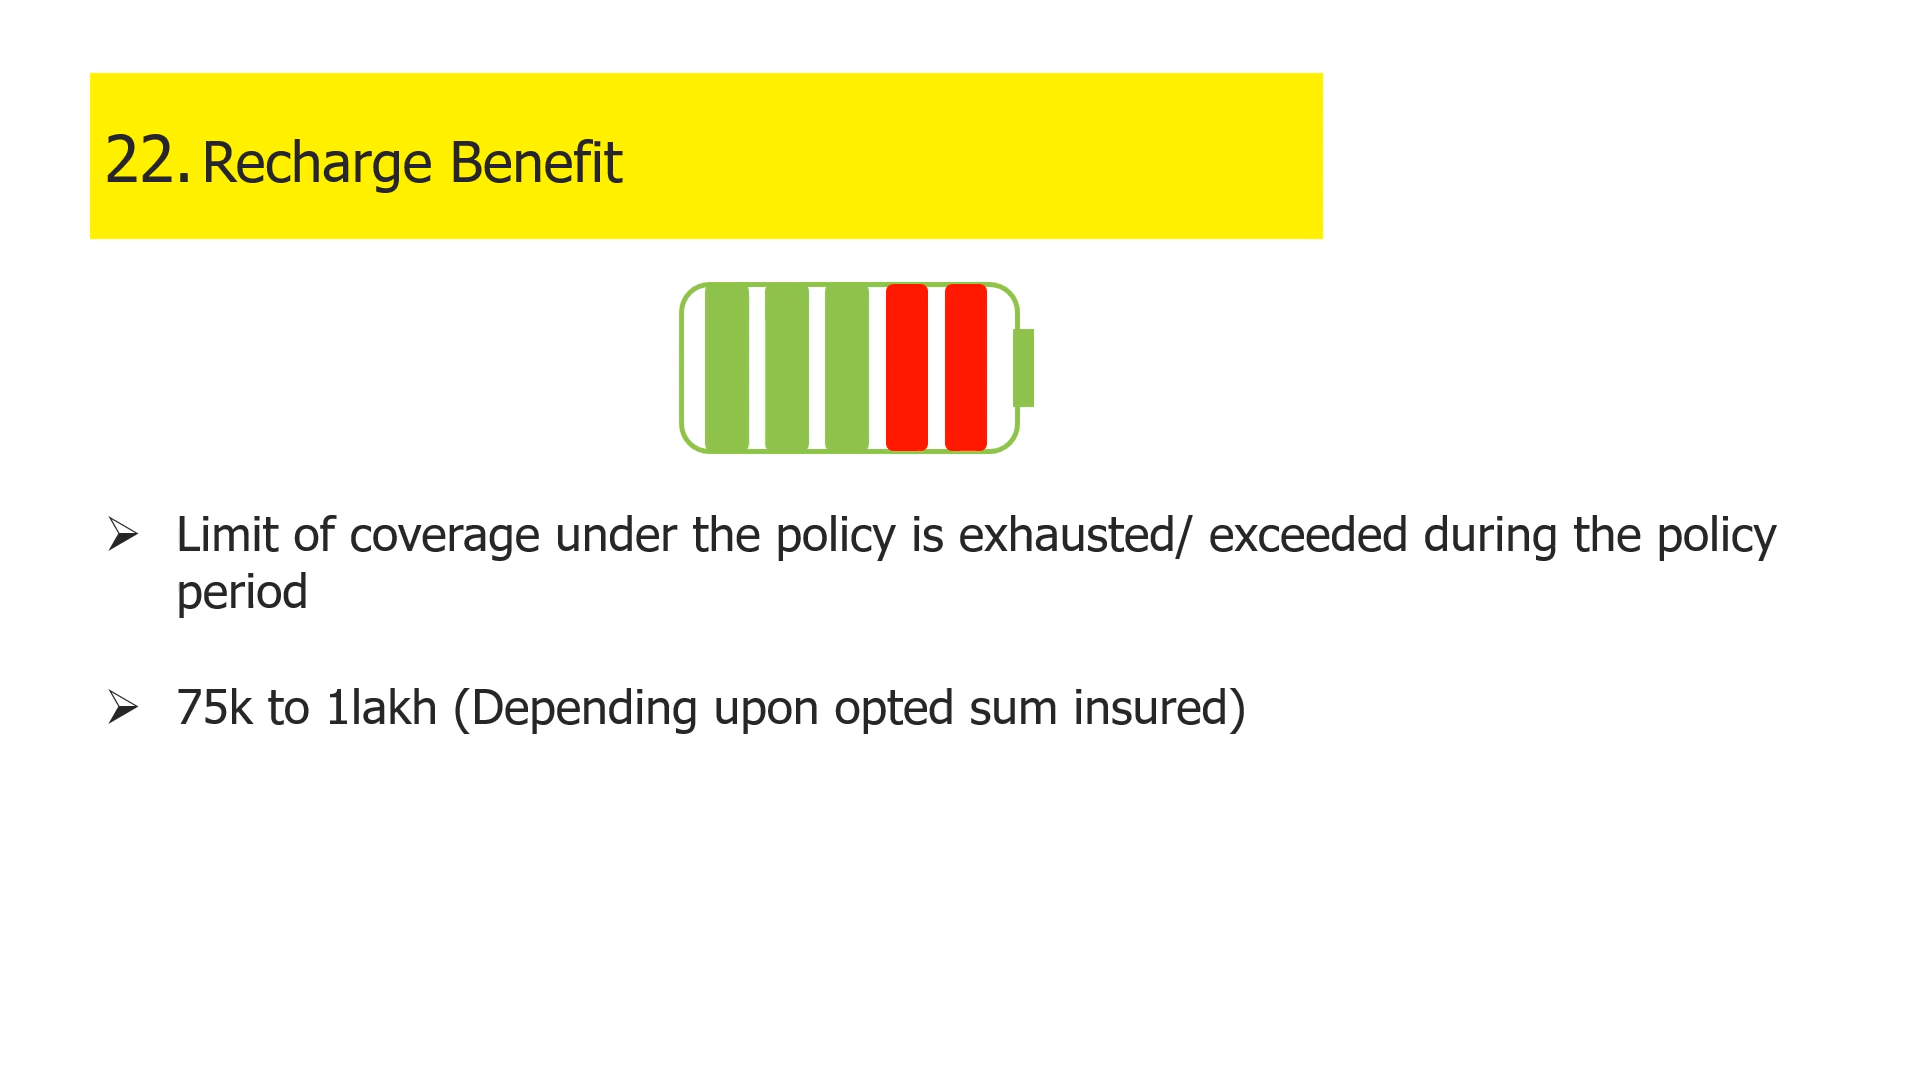 22. Recharge Benefit
➢ Limit of coverage under the policy is exhausted/ exceeded during the policy
period
➢ 75k to 1lakh (Depending upon opted sum insured)